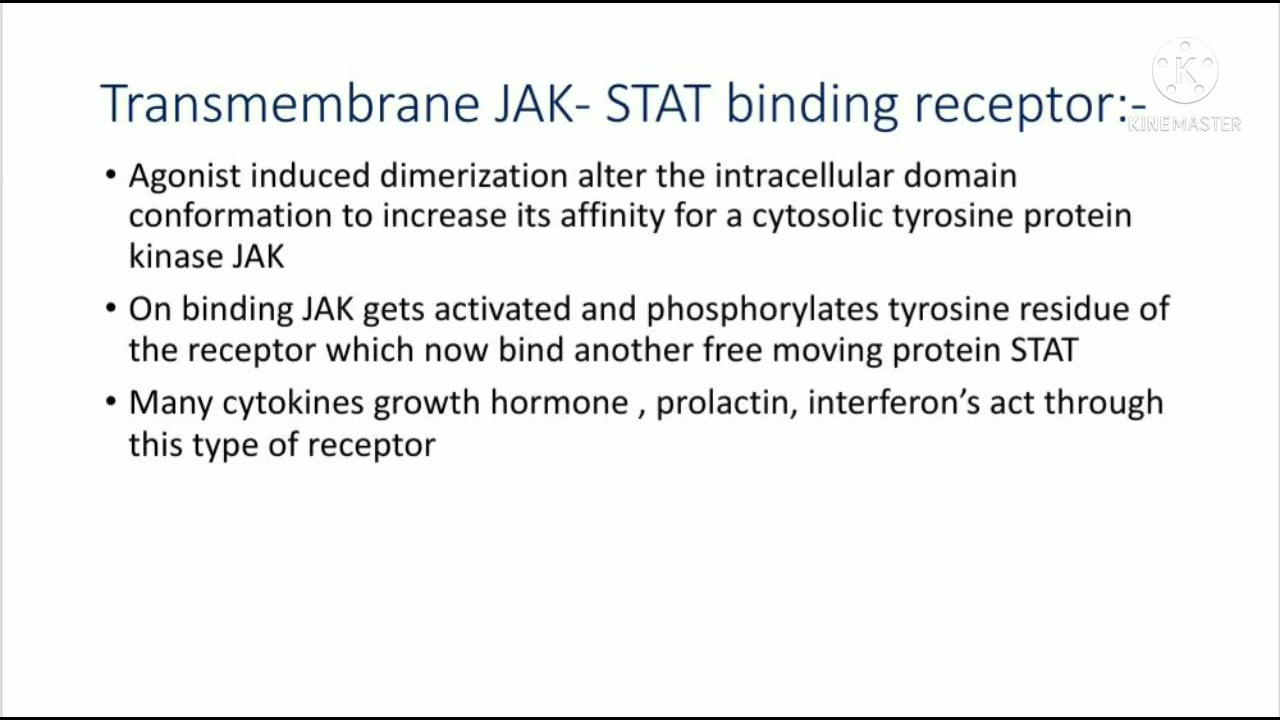 Transmembrane JAK- STAT binding receptor:-
K
KINEMASTER
• Agonist induced dimerization alter the intracellular domain
conformation to increase its affinity for a cytosolic tyrosine protein
kinase JAK
• On binding JAK gets activated and phosphorylates tyrosine residue of
the receptor which now bind another free moving protein STAT
• Many cytokines growth hormone , prolactin, interferon’s act through
this type of receptor